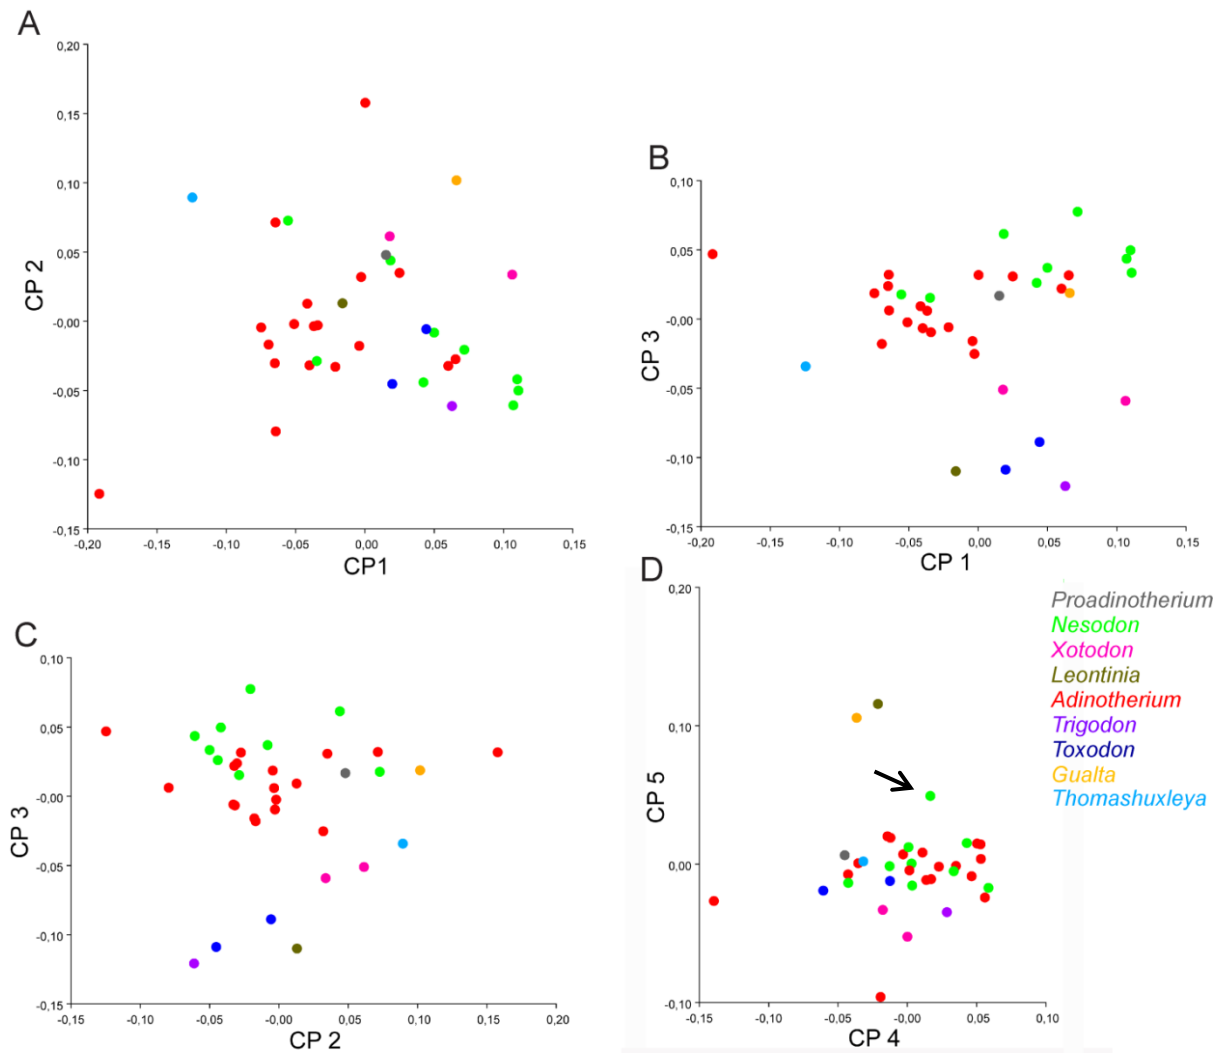 A
0,20
0,15
0,10
0,05
-0,00
-0,05
-0,10
-0,15
CP 2
-0,20 -0,15 -0,10 -0,05 0,00 0,05 0,10 0,15
CP1
B
0,10
0,05
-0,00
-0,05
-0,10
-0,15
CP 3
-0,20 -0,15 -0,10 -0,05 0,00 0,05 0,10 0,15
CP 1
C
0,10
0,05
-0,00
-0,05
-0,10
-0,15
CP 3
-0,15 -0,10 -0,05 -0,00 0,05 0,10 0,15 0,20
CP 2
D
0,20
0,10
0,00
-0,10
CP 5
-0,15 -0,10 -0,05 -0,00 0,05 0,10
CP 4
Proadinotherium
Nesodon
Xotodon
Leontinia
Adinotherium
Trigodon
Toxodon
Gualta
Thomashuxleya